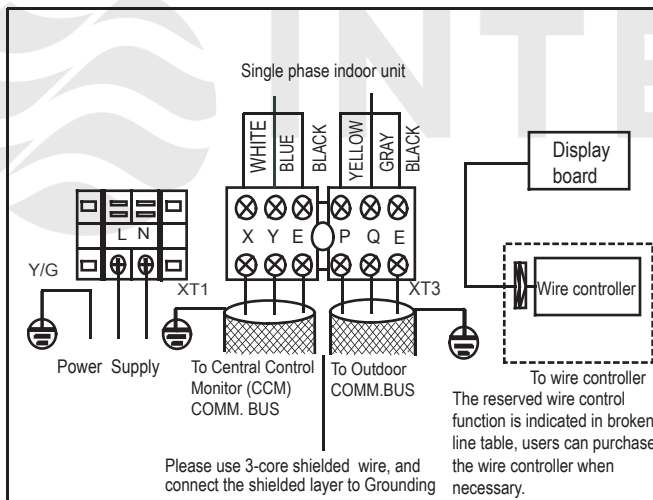 INTE
Single phase indoor unit
WHITE
BLUE
BLACK
YELLOW
GRAY
BLACK
Display
board
L N
X Y E P Q E
Y/G
XT1
XT3
Wire controller
Power Supply
To Central Control
Monitor (CCM)
COMM. BUS
To Outdoor
COMM.BUS
To wire controller
The reserved wire control
function is indicated in broken
line table, users can purchase
the wire controller when
necessary.
Please use 3-core shielded wire, and
connect the shielded layer to Grounding